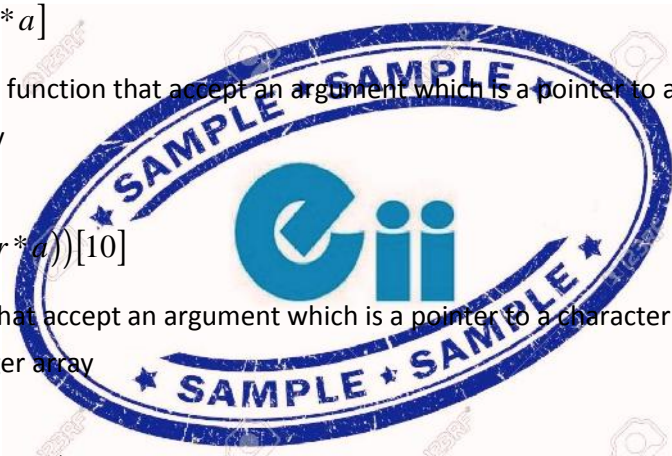 * a]
function that accept an argument which is a pointer to a
SAMPLE * SAMPLE
r * a))[10]
eii
hat accept an argument which is a pointer to a character
er array
SAMPLE * SAMPLE